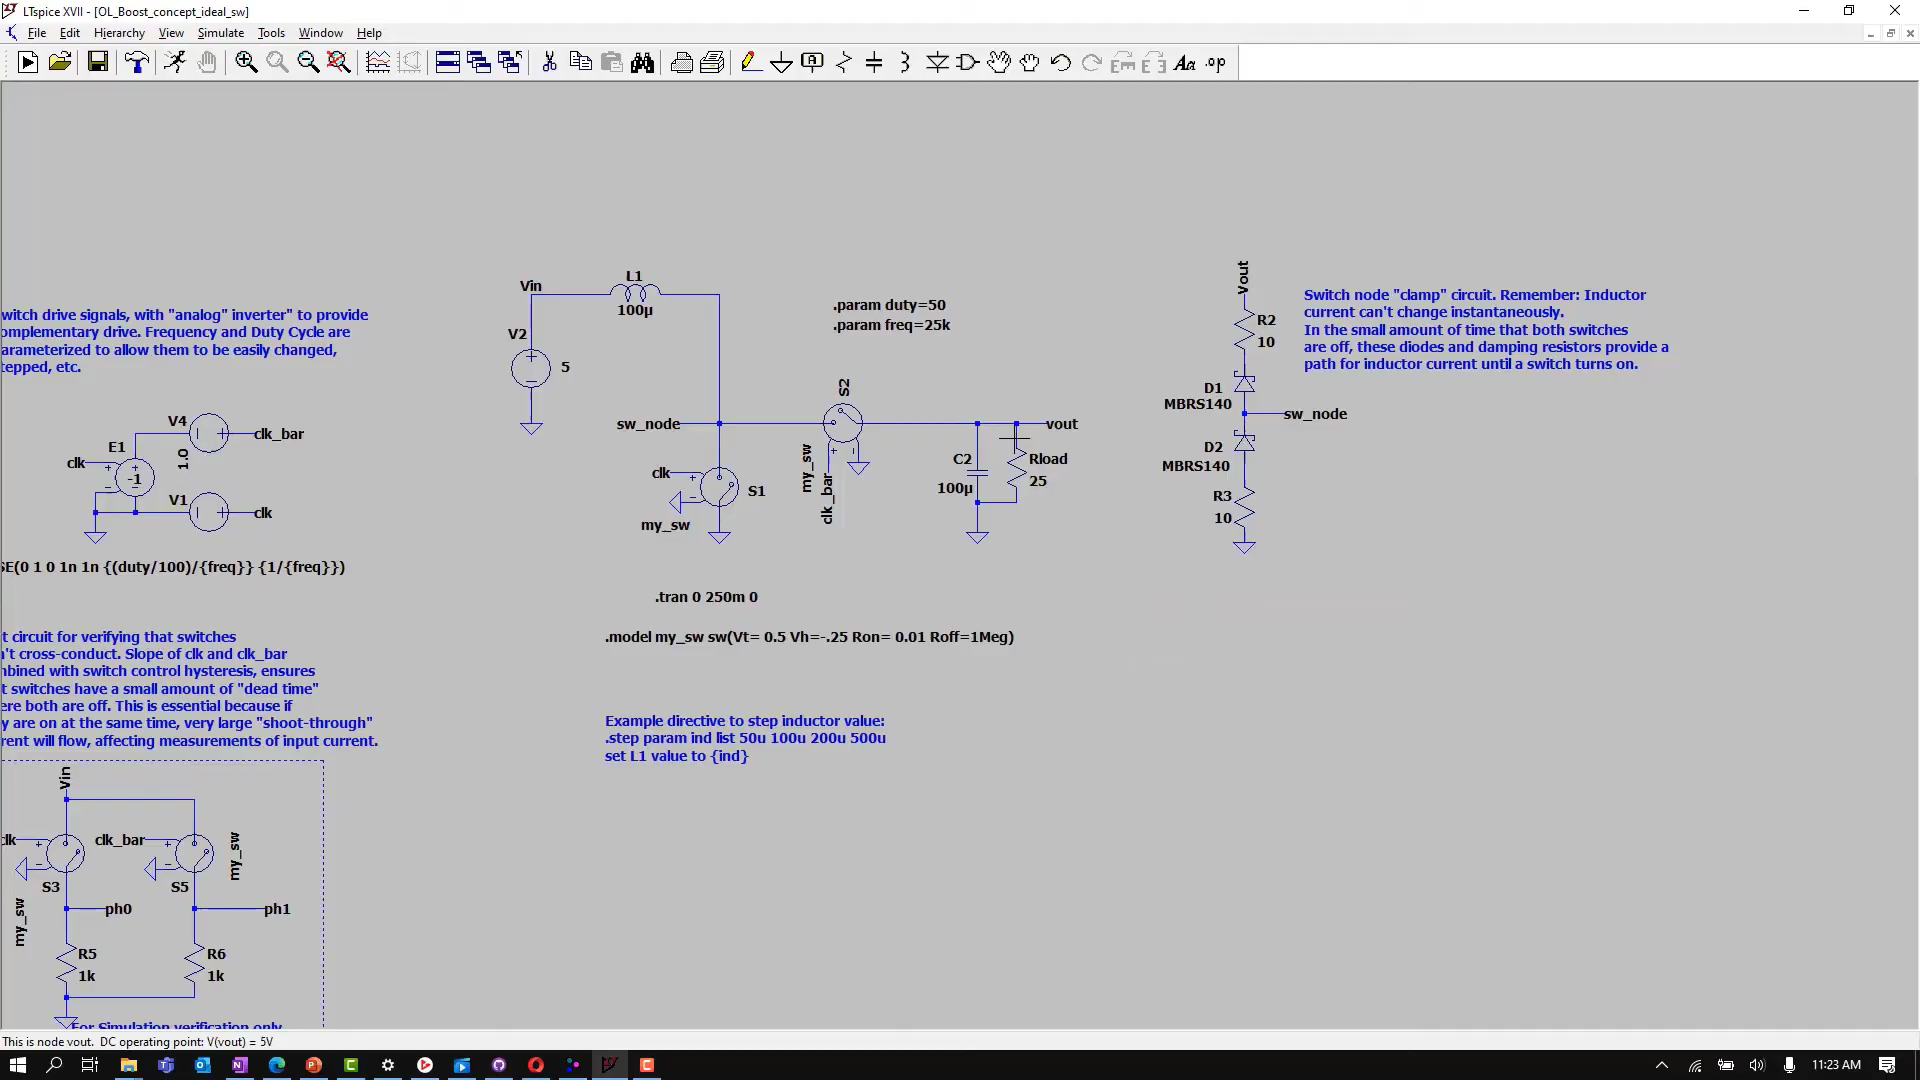 LTspice XVII - [OL_Boost_concept_ideal_sw]
File Edit Hierarchy View Simulate Tools Window Help
A
Aa .op
witch drive signals, with "analog" inverter" to provide
omplementary drive. Frequency and Duty Cycle are
arameterized to allow them to be easily changed,
tepped, etc.
V4
clk_bar
E1
1.0
clk
-1
V1
clk
SE(0 1 0 1n 1n {(duty/100)/{freq}} {1/{freq}})
t circuit for verifying that switches
n't cross-conduct. Slope of clk and clk_bar
mbined with switch control hysteresis, ensures
t switches have a small amount of "dead time"
ere both are off. This is essential because if
y are on at the same time, very large "shoot-through"
rent will flow, affecting measurements of input current.
Vin
clk
clk_bar
my_sw
S3
S5
my_sw
ph0
ph1
R5
1k
R6
1k
For Simulation verification only
Vin
L1
100µ
V2
5
.param duty=50
.param freq=25k
S2
sw_node
vout
my_sw
clk_bar
clk
S1
my_sw
C2
100µ
Rload
25
.tran 0 250m 0
.model my_sw sw(Vt= 0.5 Vh=-.25 Ron= 0.01 Roff=1Meg)
Example directive to step inductor value:
.step param ind list 50u 100u 200u 500u
set L1 value to {ind}
Vout
R2
10
D1
MBRS140
sw_node
D2
MBRS140
R3
10
Switch node "clamp" circuit. Remember: Inductor
current can't change instantaneously.
In the small amount of time that both switches
are off, these diodes and damping resistors provide a
path for inductor current until a switch turns on.
This is node vout. DC operating point: V(vout) = 5V
11:23 AM